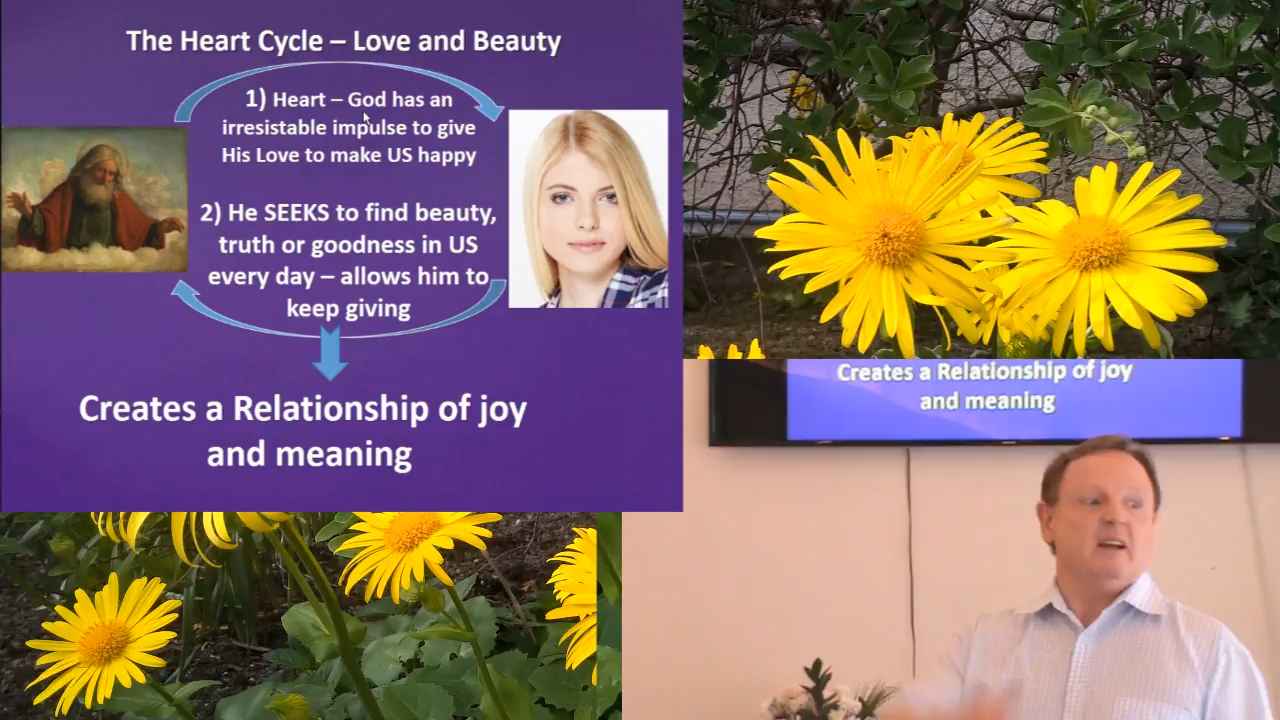 The Heart Cycle – Love and Beauty
1) Heart – God has an
irresistable impulse to give
His Love to make US happy
2) He SEEKS to find beauty,
truth or goodness in US
every day – allows him to
keep giving
Creates a Relationship of joy
and meaning
Creates a Relationship of joy
and meaning